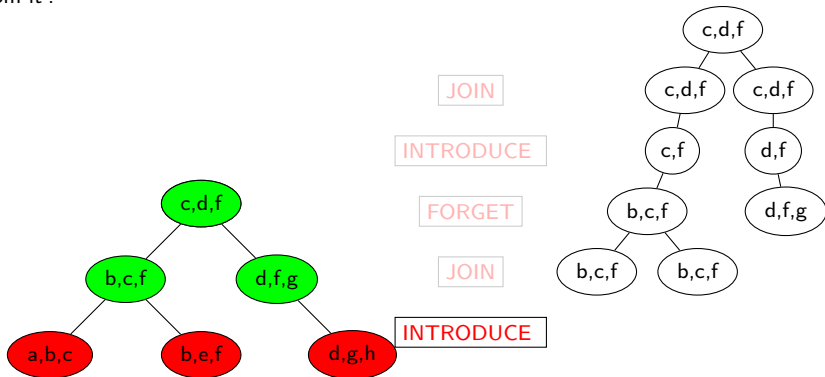 c,d,f
c,d,f
c,d,f
c,f
d,f
b,c,f
d,f,g
b,c,f
b,c,f
JOIN
INTRODUCE
FORGET
JOIN
INTRODUCE
c,d,f
b,c,f
d,f,g
a,b,c
b,e,f
d,g,h